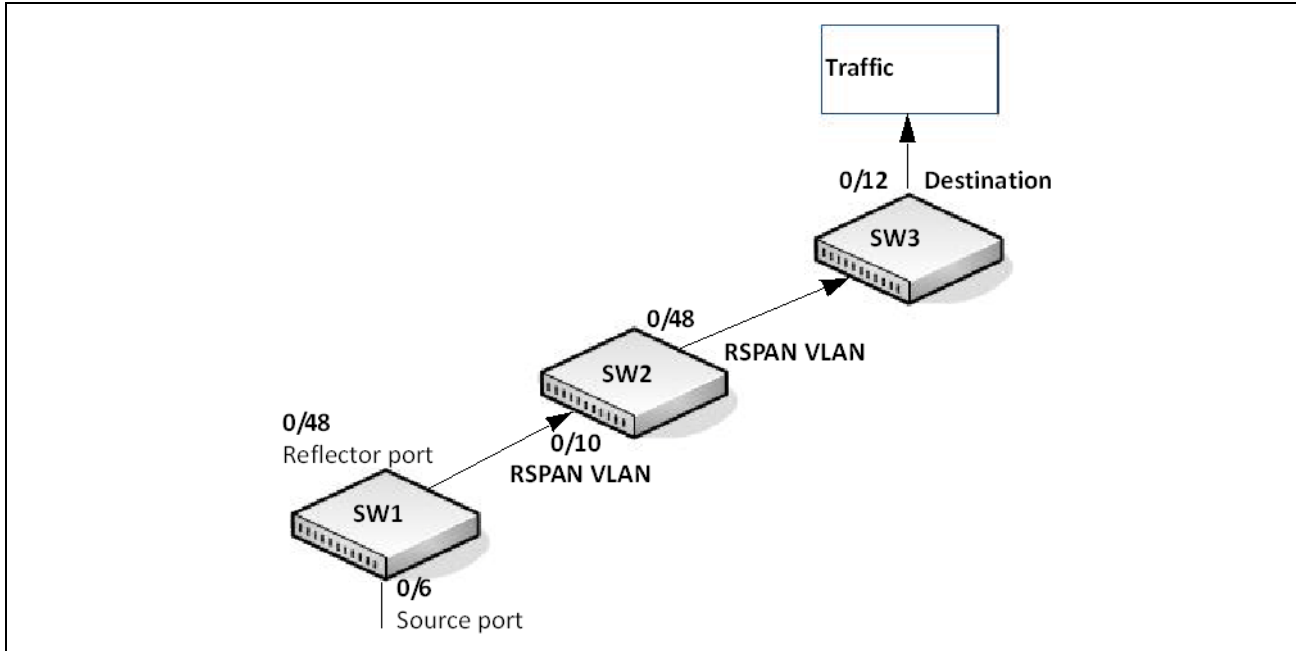 Traffic
0/12 Destination
SW3
0/48
RSPAN VLAN
SW2
0/48
Reflector port
0/10
RSPAN VLAN
SW1
0/6
Source port